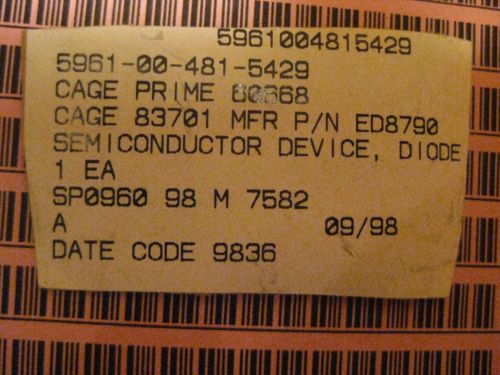 5961004815429
5961-00-481-5429
CAGE PRIME 60668
CAGE 83701 MFR P/N ED8790
SEMICONDUCTOR DEVICE, DIODE
1 EA
SP0960 98 M 7582
A 09/98
DATE CODE 9836